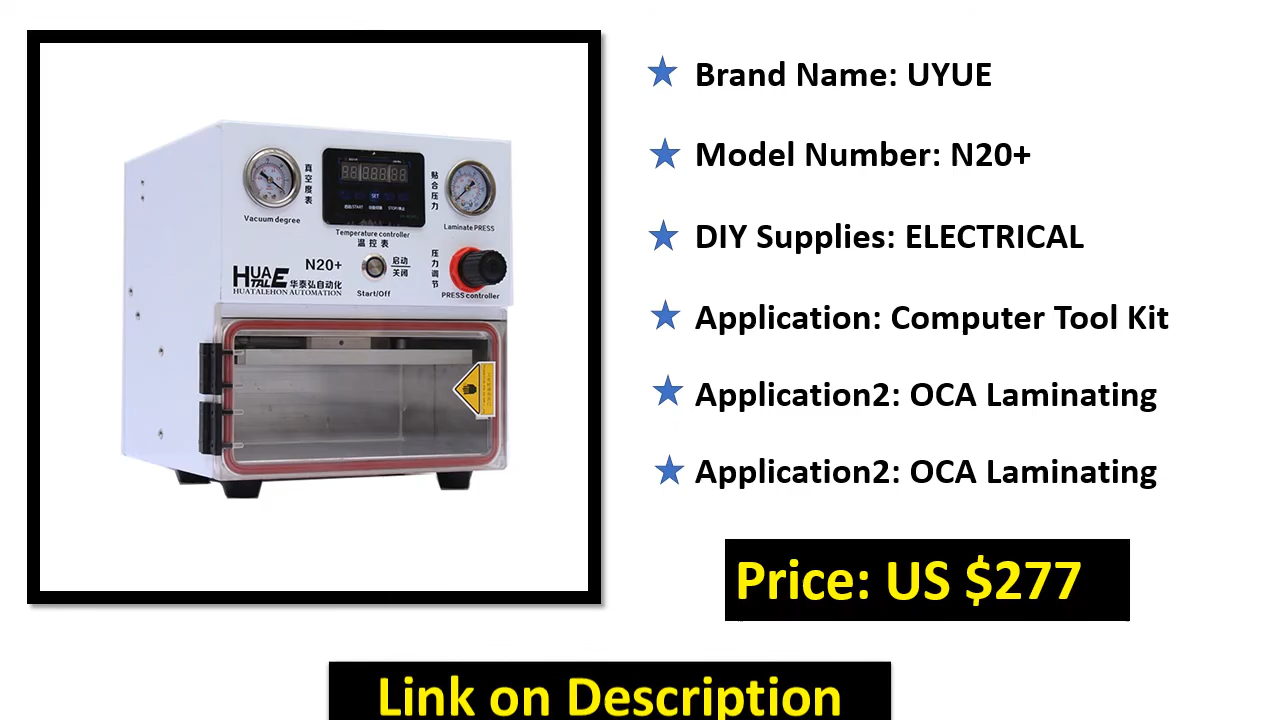 Brand Name: UYUE
Model Number: N20+
DIY Supplies: ELECTRICAL
Application: Computer Tool Kit
Application2: OCA Laminating
Application2: OCA Laminating
Price: US $277
Link on Description
真空度表
Vacuum degree
SET
Temperature controller
温控表
贴合压力
Laminate PRESS
N20+
启动
关闭
Start/Off
压力调节
PRESS controller
HUA
TALE
华泰弘自动化
HUATALEHON AUTOMATION